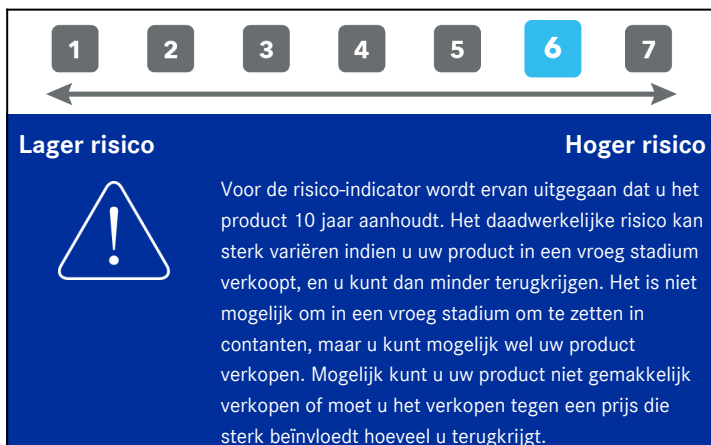 1 2 3 4 5 6 7
Lager risico Hoger risico
Voor de risico-indicator wordt ervan uitgegaan dat u het
product 10 jaar aanhoudt. Het daadwerkelijke risico kan
sterk variëren indien u uw product in een vroeg stadium
verkoopt, en u kunt dan minder terugkrijgen. Het is niet
mogelijk om in een vroeg stadium om te zetten in
contanten, maar u kunt mogelijk wel uw product
verkopen. Mogelijk kunt u uw product niet gemakkelijk
verkopen of moet u het verkopen tegen een prijs die
sterk beïnvloedt hoeveel u terugkrijgt.